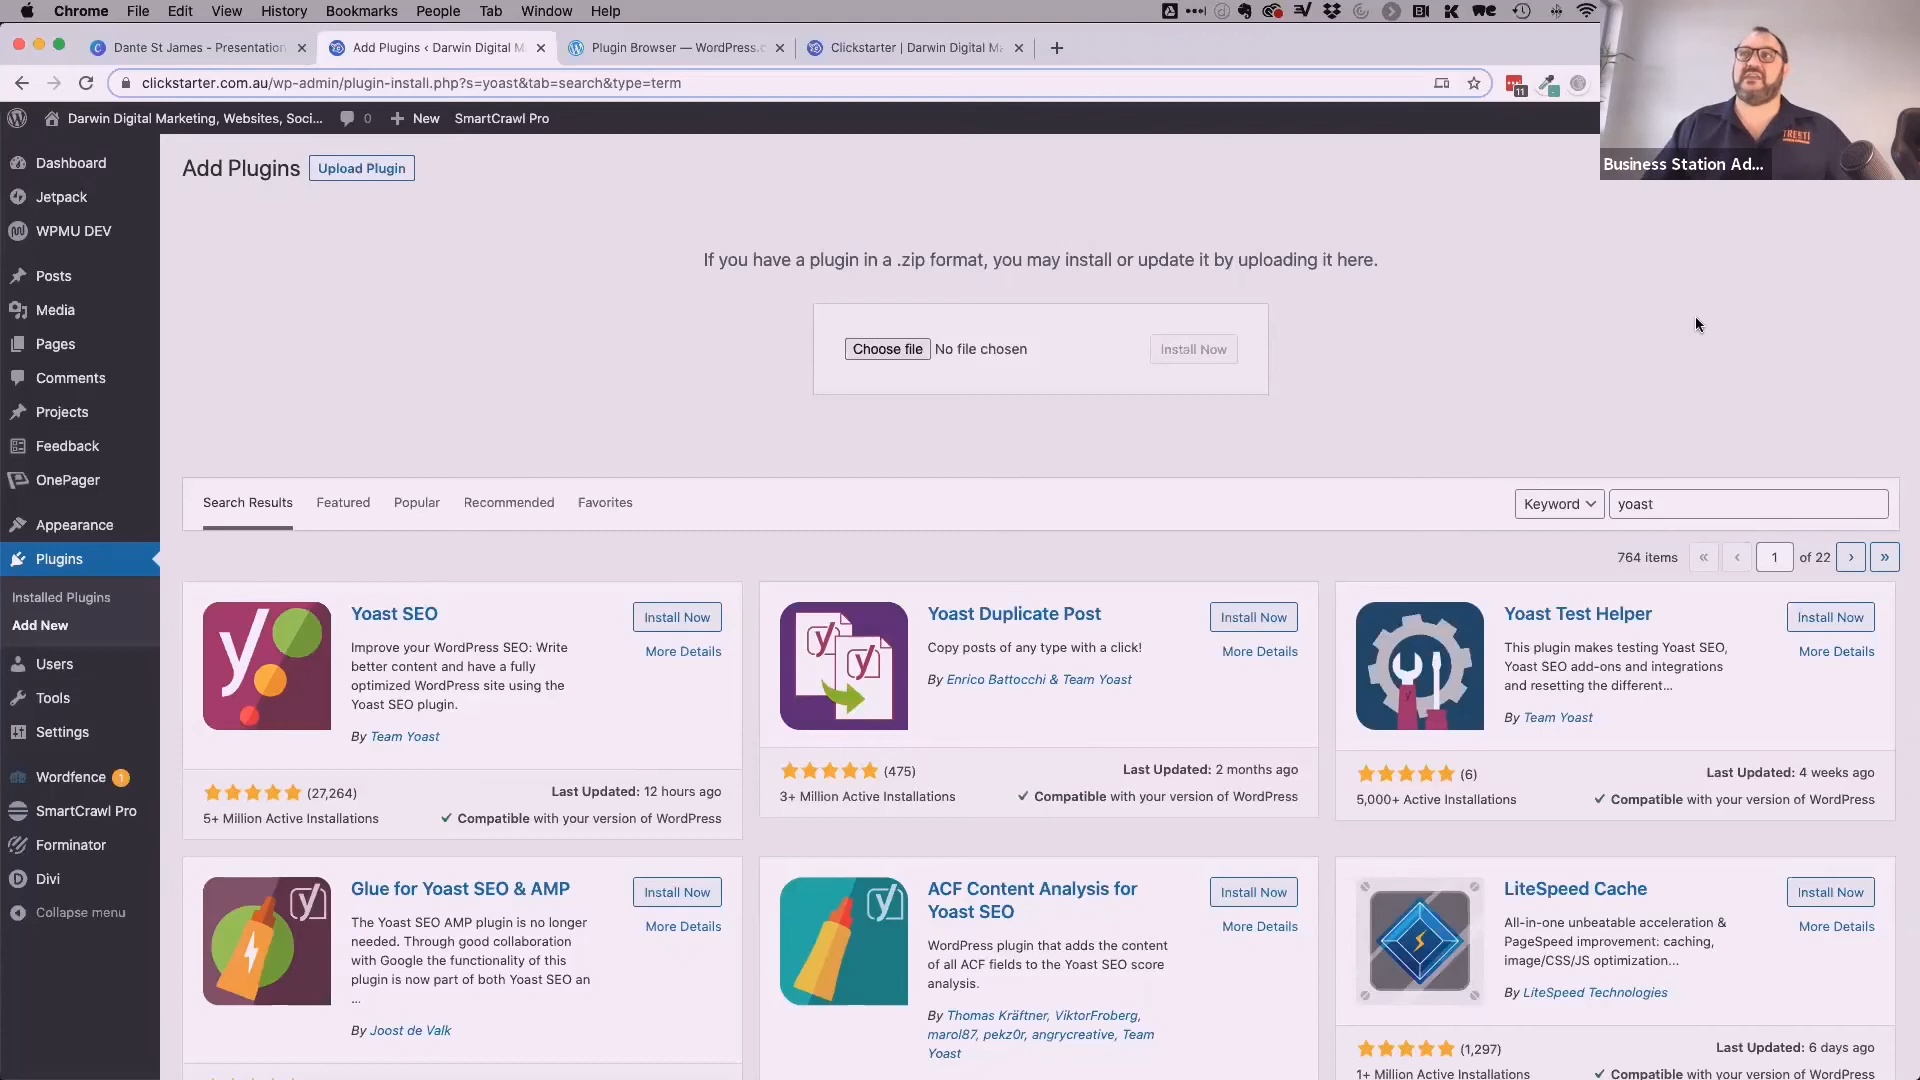 Chrome File Edit View History Bookmarks People Tab Window Help
Dante St James - Presentation
Add Plugins ‹ Darwin Digital M
Plugin Browser — WordPress.c
Clickstarter | Darwin Digital Ma
clickstarter.com.au/wp-admin/plugin-install.php?s=yoast&tab=search&type=term
11
Darwin Digital Marketing, Websites, Soci... 0 New SmartCrawl Pro
Business Station Ad...
Dashboard
Jetpack
WPMU DEV
Posts
Media
Pages
Comments
Projects
Feedback
OnePager
Appearance
Plugins
Installed Plugins
Add New
Users
Tools
Settings
Wordfence 1
SmartCrawl Pro
Forminator
Divi
Collapse menu
Add Plugins Upload Plugin
If you have a plugin in a .zip format, you may install or update it by uploading it here.
Choose file No file chosen Install Now
Search Results Featured Popular Recommended Favorites Keyword yoast
764 items « ‹ 1 of 22 › »
Yoast SEO
Install Now
More Details
Improve your WordPress SEO: Write
better content and have a fully
optimized WordPress site using the
Yoast SEO plugin.
By Team Yoast
(27,264)
Last Updated: 12 hours ago
5+ Million Active Installations
Compatible with your version of WordPress
Yoast Duplicate Post
Install Now
More Details
Copy posts of any type with a click!
By Enrico Battocchi & Team Yoast
(475)
Last Updated: 2 months ago
3+ Million Active Installations
Compatible with your version of WordPress
Yoast Test Helper
Install Now
More Details
This plugin makes testing Yoast SEO,
Yoast SEO add-ons and integrations
and resetting the different...
By Team Yoast
(6)
Last Updated: 4 weeks ago
5,000+ Active Installations
Compatible with your version of WordPress
Glue for Yoast SEO & AMP
Install Now
More Details
The Yoast SEO AMP plugin is no longer
needed. Through good collaboration
with Google the functionality of this
plugin is now part of both Yoast SEO an
...
By Joost de Valk
ACF Content Analysis for
Yoast SEO
Install Now
More Details
WordPress plugin that adds the content
of all ACF fields to the Yoast SEO score
analysis.
By Thomas Kräftner, ViktorFroberg,
marol87, pekz0r, angrycreative, Team
Yoast
LiteSpeed Cache
Install Now
More Details
All-in-one unbeatable acceleration &
PageSpeed improvement: caching,
image/CSS/JS optimization...
By LiteSpeed Technologies
(1,297)
Last Updated: 6 days ago
1+ Million Active Installations
Compatible with your version of WordPress